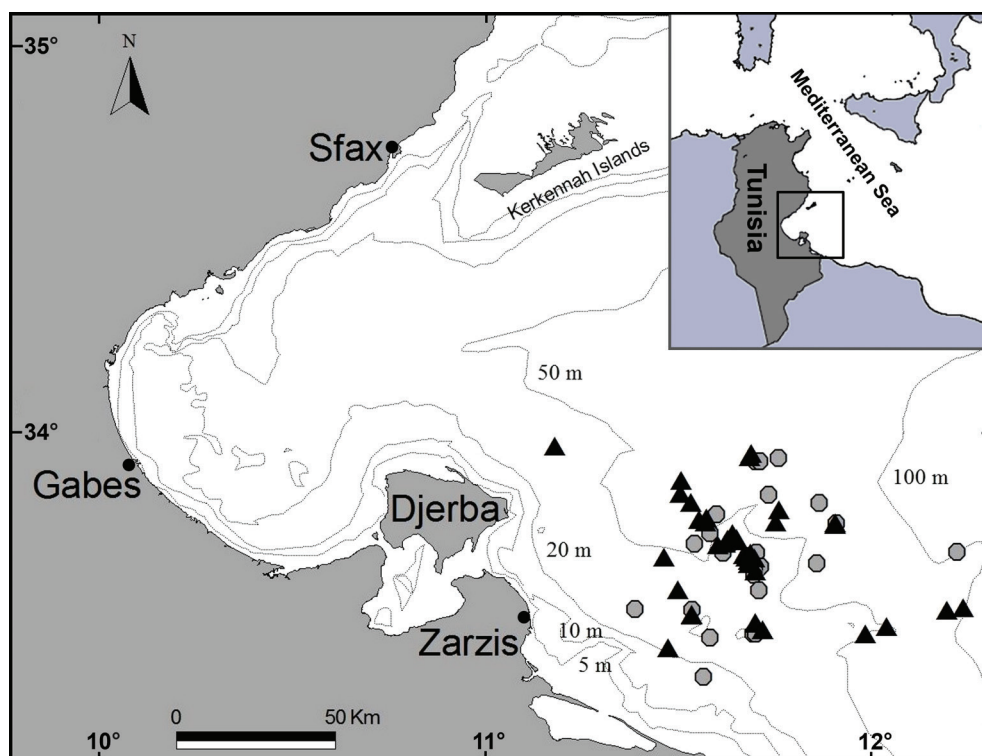 35°
N
Sfax
Kerkennah Islands
Mediterranean Sea
Tunisia
50 m
34°
Gabes
Djerba
100 m
20 m
Zarzis
10 m
5 m
0 50 Km
10° 11° 12°